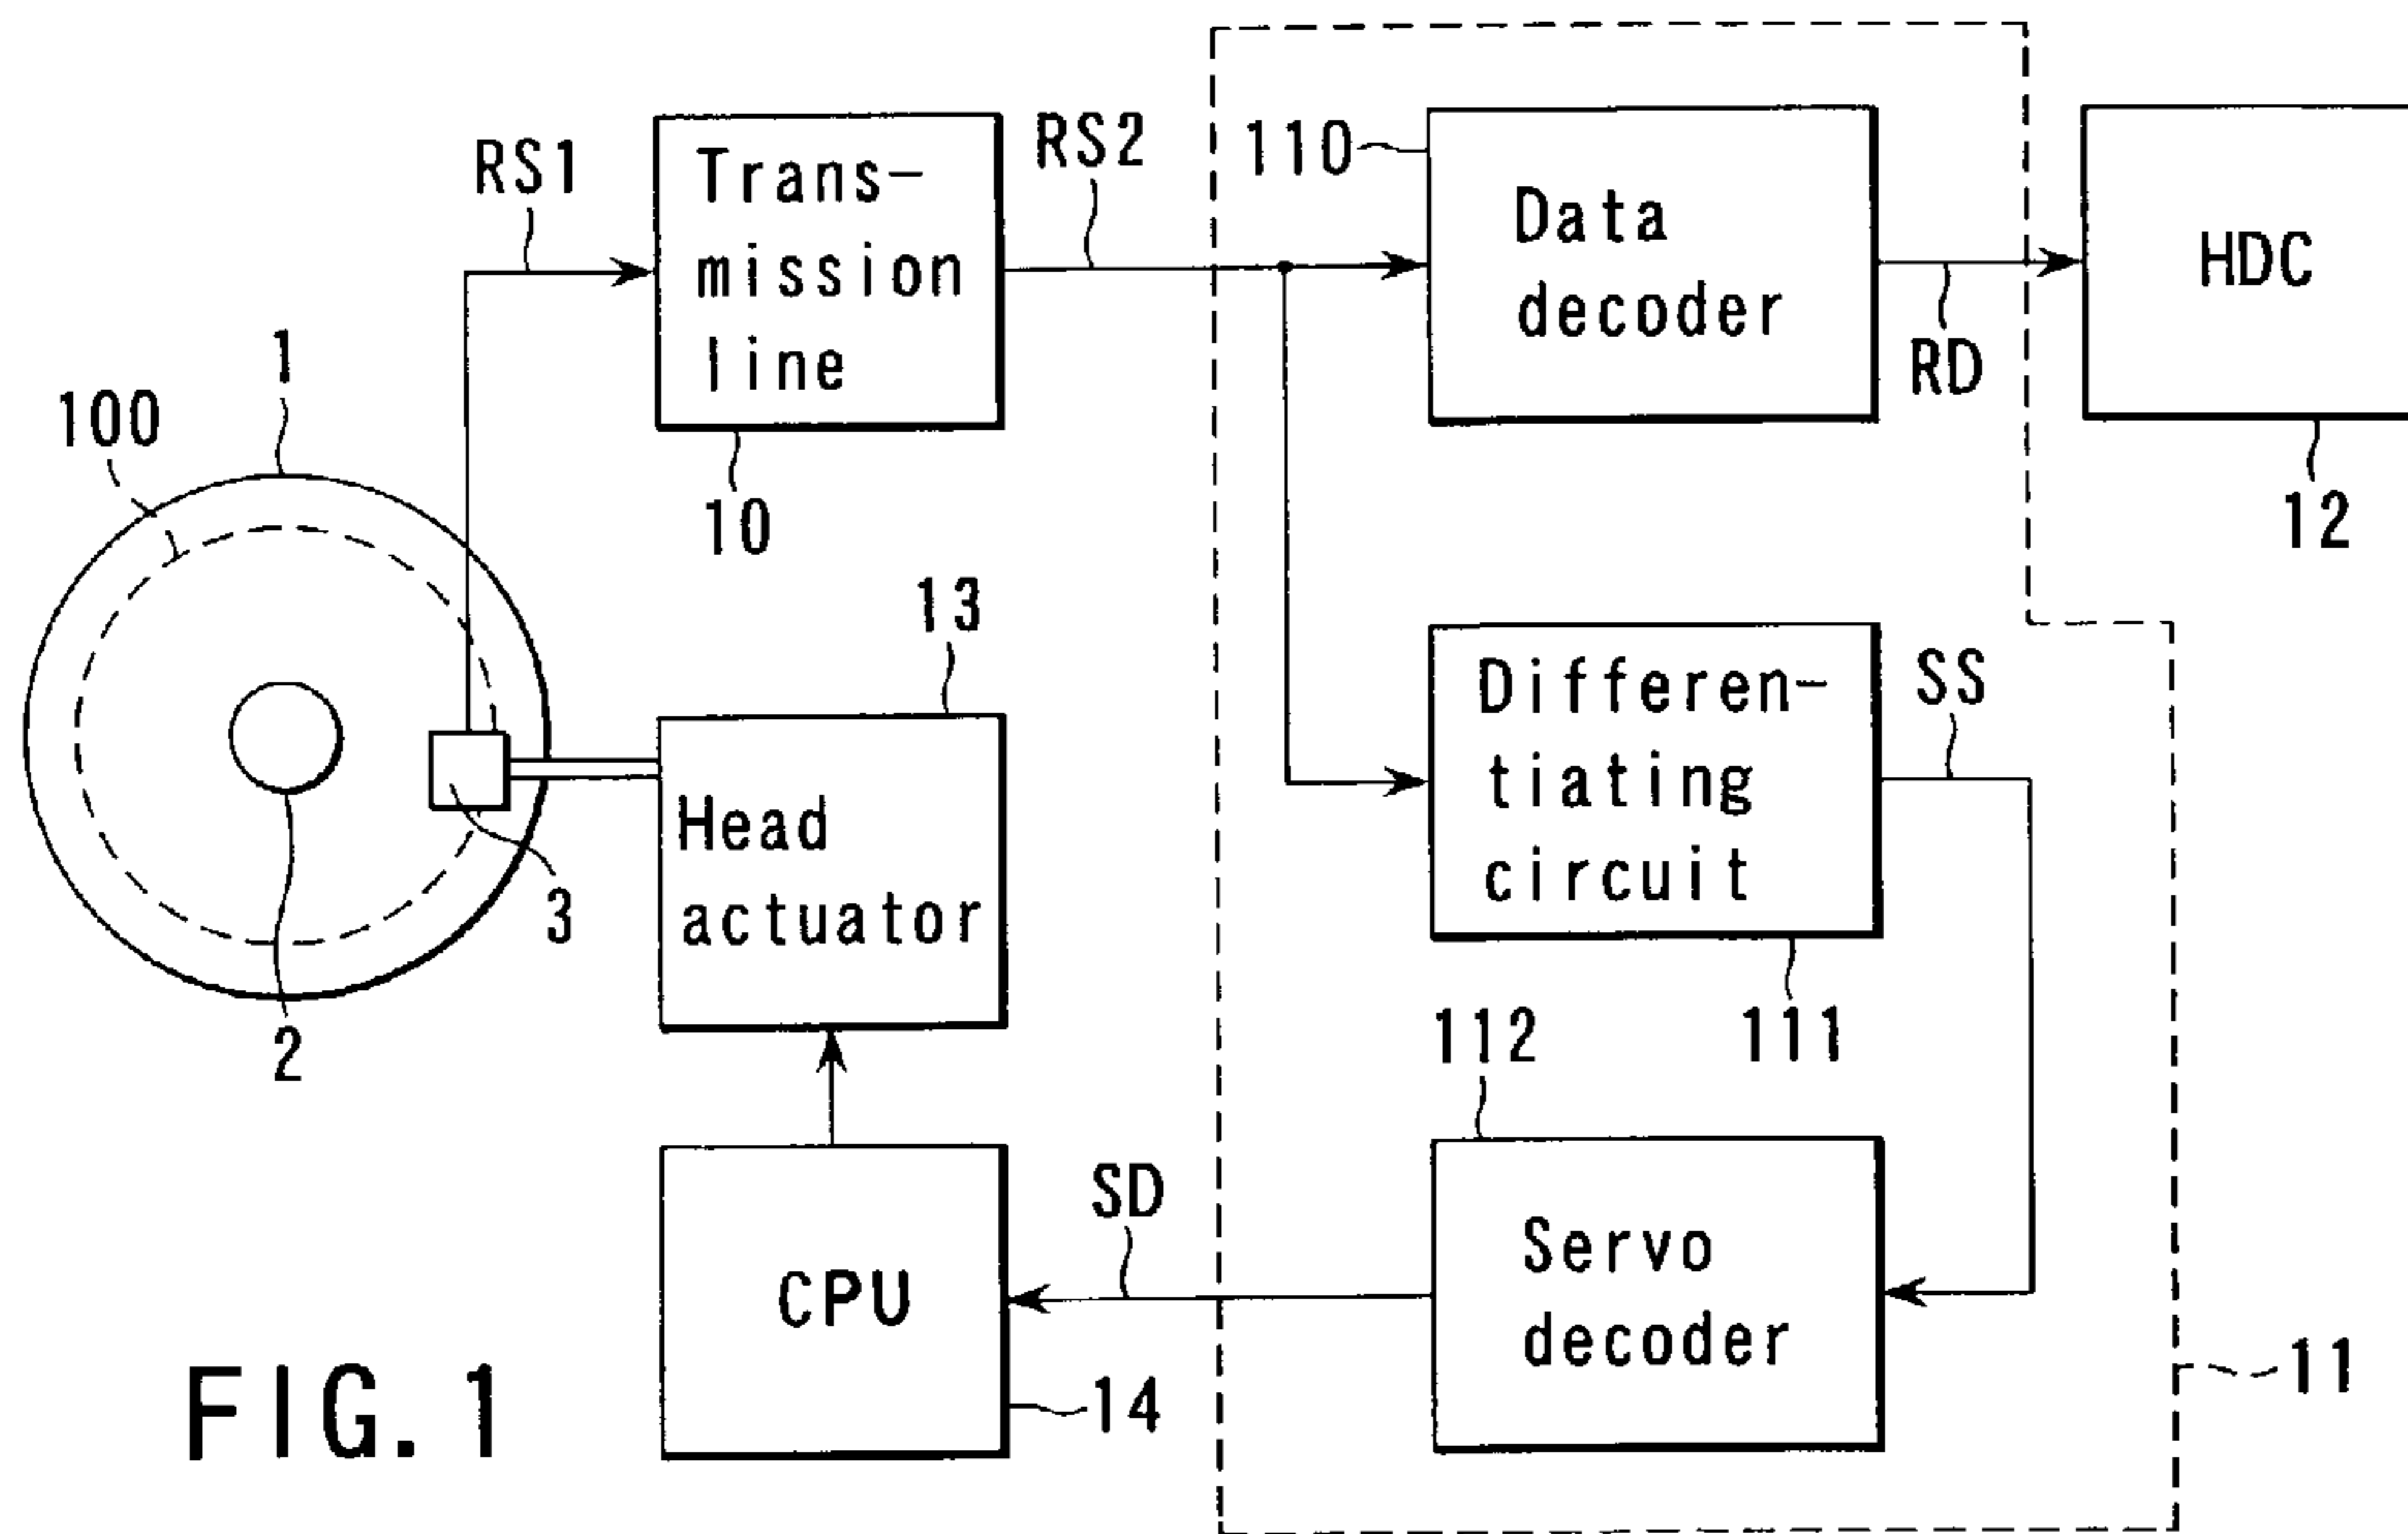 RS1
Trans-
mission
line
10
RS2
110
Data
decoder
RD
HDC
12
1
100
2
3
13
Head
actuator
Differen-
tiating
circuit
111
SS
112
Servo
decoder
SD
CPU
14
11
FIG. 1